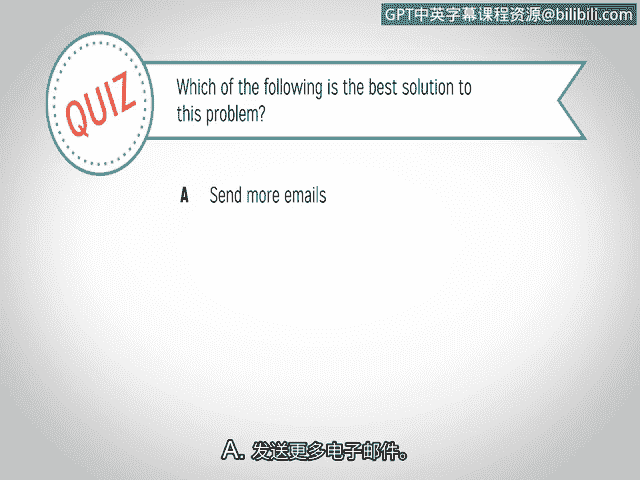 GPT中英字幕课程资源@bilibili.com
QUIZ
Which of the following is the best solution to
this problem?
A Send more emails
A. 发送更多电子邮件。